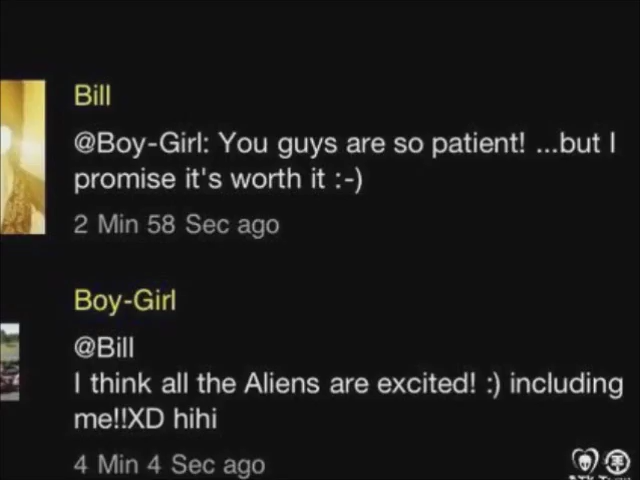 Bill
@Boy-Girl: You guys are so patient! ...but I
promise it's worth it :-)
2 Min 58 Sec ago
Boy-Girl
@Bill
I think all the Aliens are excited! :) including
me!!XD hihi
4 Min 4 Sec ago